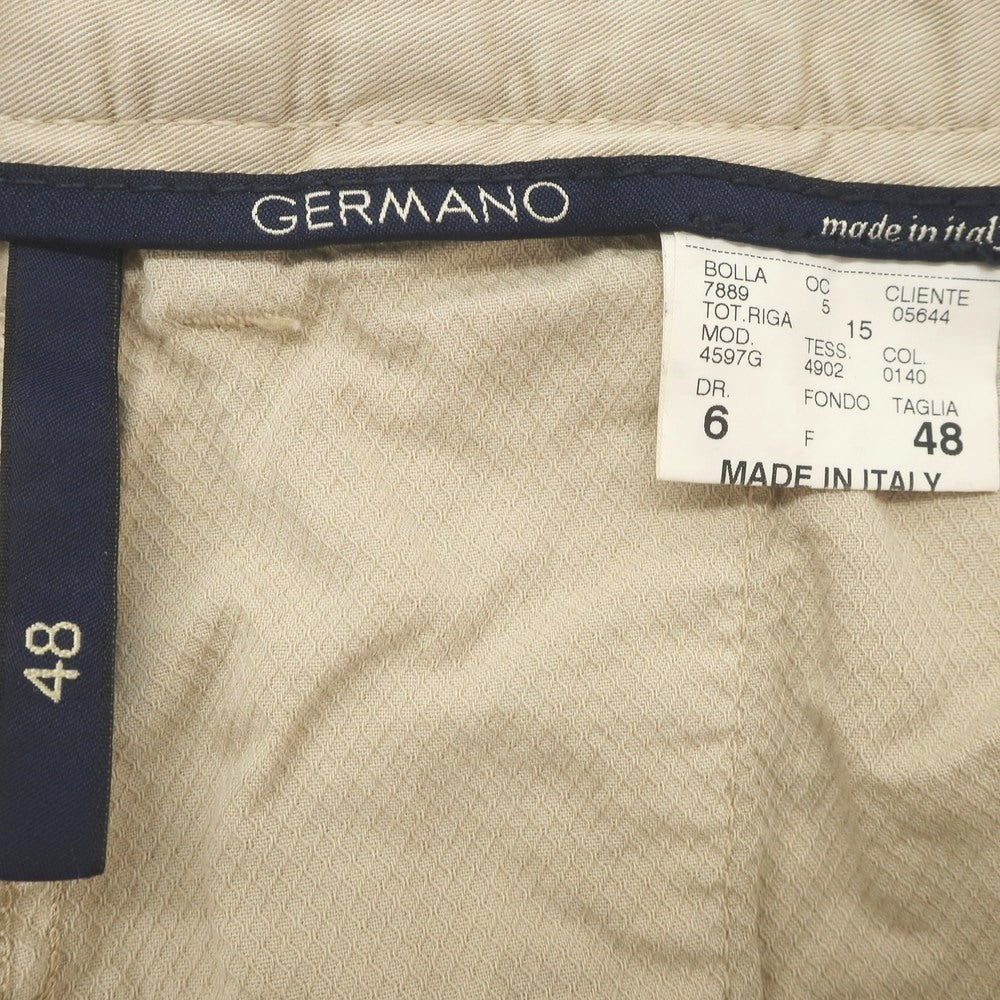 GERMANO
made in ital
BOLLA OC CLIENTE
7889 5 05644
TOT.RIGA 15
MOD. TESS. COL.
4597G 4902 0140
DR. FONDO TAGLIA
6 F 48
MADE IN ITALY
48